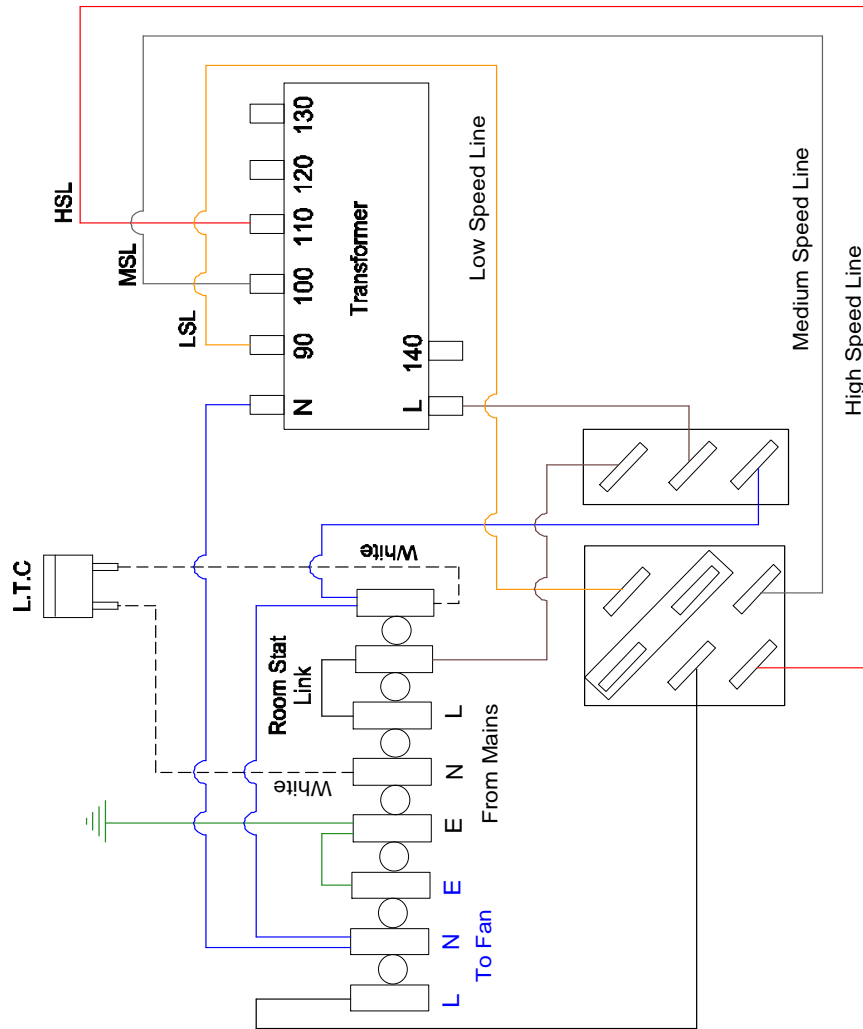 HSL
MSL
LSL
130
120
110
100
90
N
Transformer
140
L
Low Speed Line
Medium Speed Line
High Speed Line
L.T.C
White
White
Room Stat
Link
L
N
E
From Mains
E
N
L
To Fan